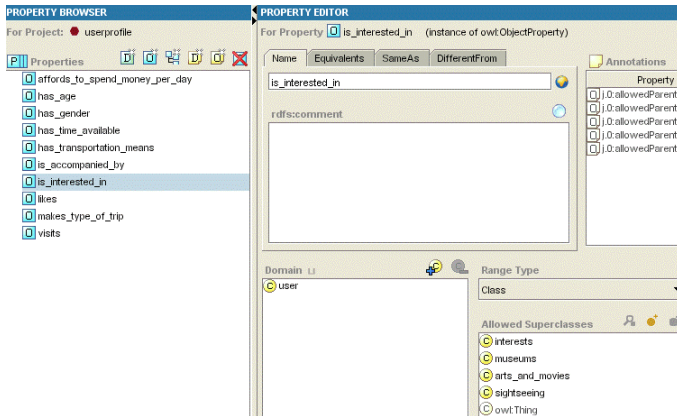 PROPERTY BROWSER
For Project: userprofile
Properties
affords_to_spend_money_per_day
has_age
has_gender
has_time_available
has_transportation_means
is_accompanied_by
is_interested_in
likes
makes_type_of_trip
visits
PROPERTY EDITOR
For Property O is_interested_in (instance of owl:ObjectProperty)
Name Equivalents SameAs DifferentFrom
is_interested_in
rdfs:comment
Annotations
Property
j.0:allowedParent
j.0:allowedParent
j.0:allowedParent
j.0:allowedParent
j.0:allowedParent
Domain
user
Range Type
Class
Allowed Superclasses
interests
museums
arts_and_movies
sightseeing
owl:Thing